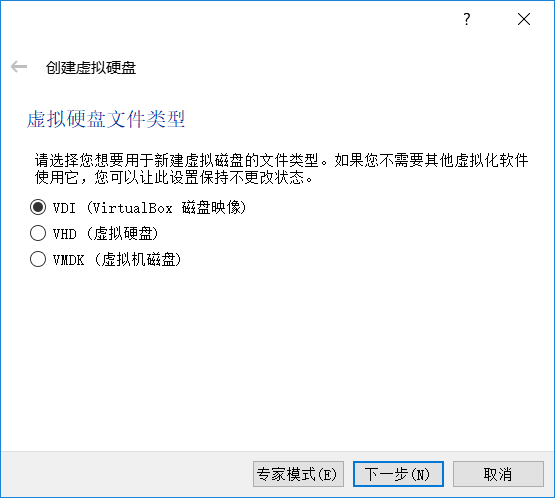 ?
创建虚拟硬盘
虚拟硬盘文件类型
请选择您想要用于新建虚拟磁盘的文件类型。如果您不需要其他虚拟化软件
使用它，您可以让此设置保持不更改状态。
VDI (VirtualBox 磁盘映像)
VHD (虚拟硬盘)
VMDK (虚拟机磁盘)
专家模式(E) 下一步(N) 取消